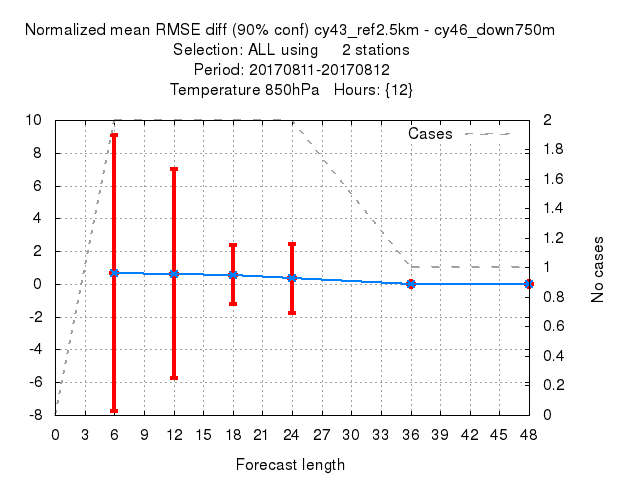 Normalized mean RMSE diff (90% conf) cy43_ref2.5km - cy46_down750m
Selection: ALL using     2 stations
Period: 20170811-20170812
Temperature 850hPa   Hours: {12}
Cases
10
8
6
4
2
0
-2
-4
-6
-8
2
1.8
1.6
1.4
1.2
1
0.8
0.6
0.4
0.2
0
No cases
0 3 6 9 12 15 18 21 24 27 30 33 36 39 42 45 48
Forecast length